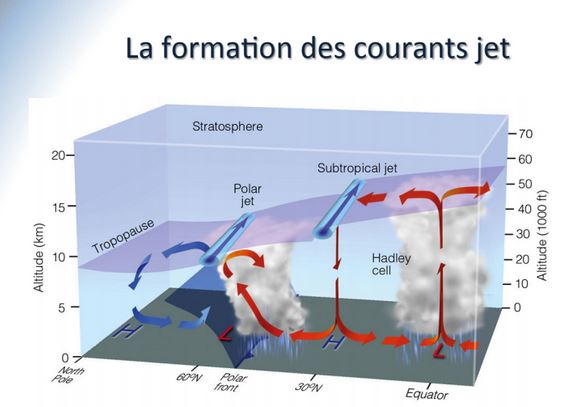 La formation des courants jet
Stratosphere
Subtropical jet
Polar
jet
Tropopause
Hadley
cell
Altitude (km)
20
15
10
5
0
Altitude (1000 ft)
70
60
50
40
30
20
10
0
H
L
H
L
North
Pole
60°N
Polar
front
30°N
Equator